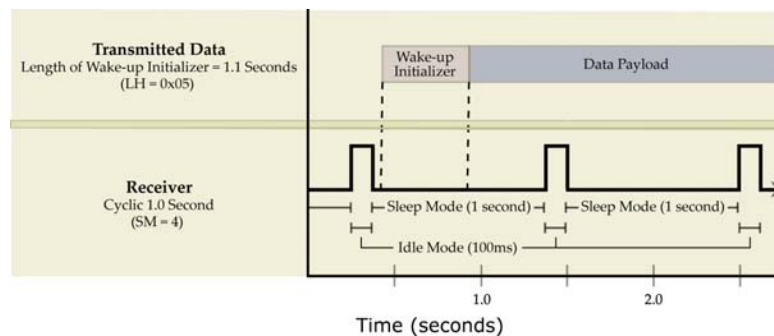 Transmitted Data
Length of Wake-up Initializer = 1.1 Seconds
(LH = 0x05)
Wake-up
Initializer
Data Payload
Receiver
Cyclic 1.0 Second
(SM = 4)
Sleep Mode (1 second)
Sleep Mode (1 second)
Idle Mode (100ms)
1.0
2.0
Time (seconds)